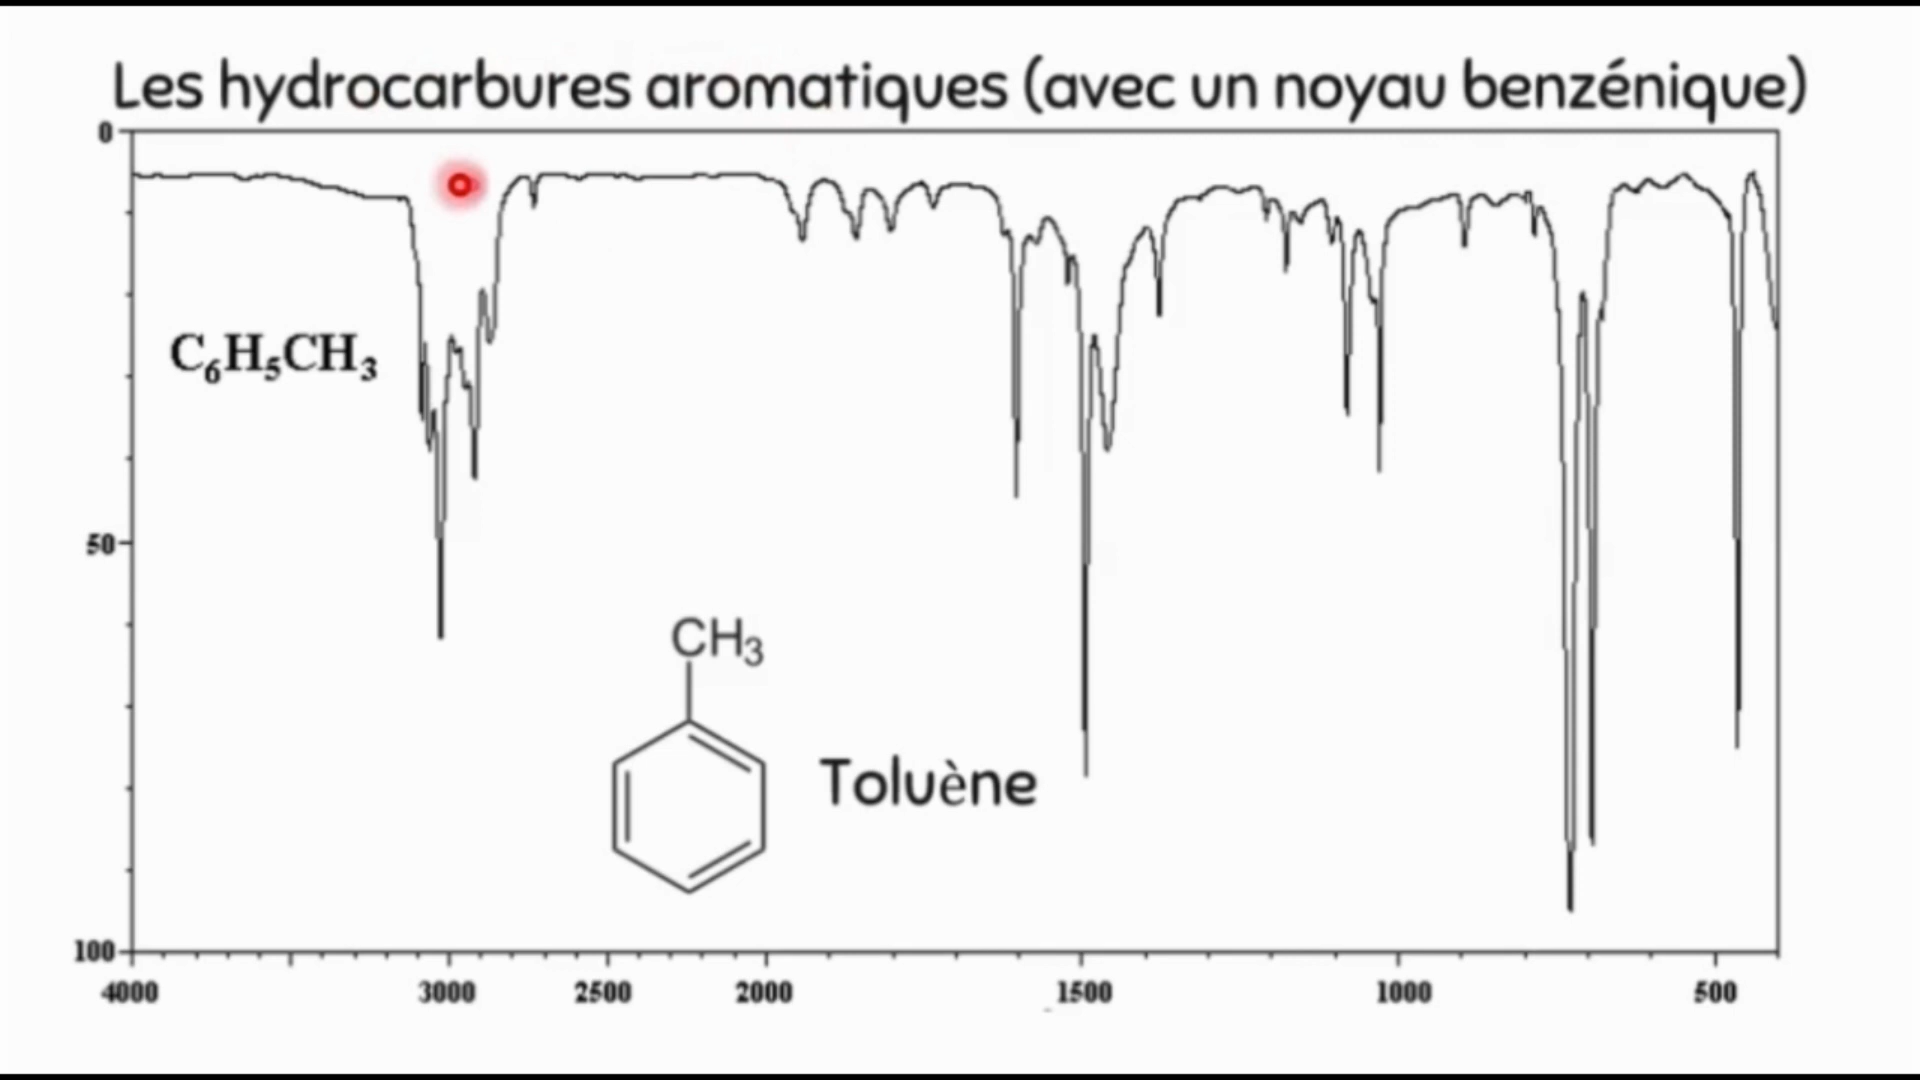 Les hydrocarbures aromatiques (avec un noyau benzénique)
0
C₆H₅CH₃
50
CH₃
Toluène
100
4000 3000 2500 2000 1500 1000 500